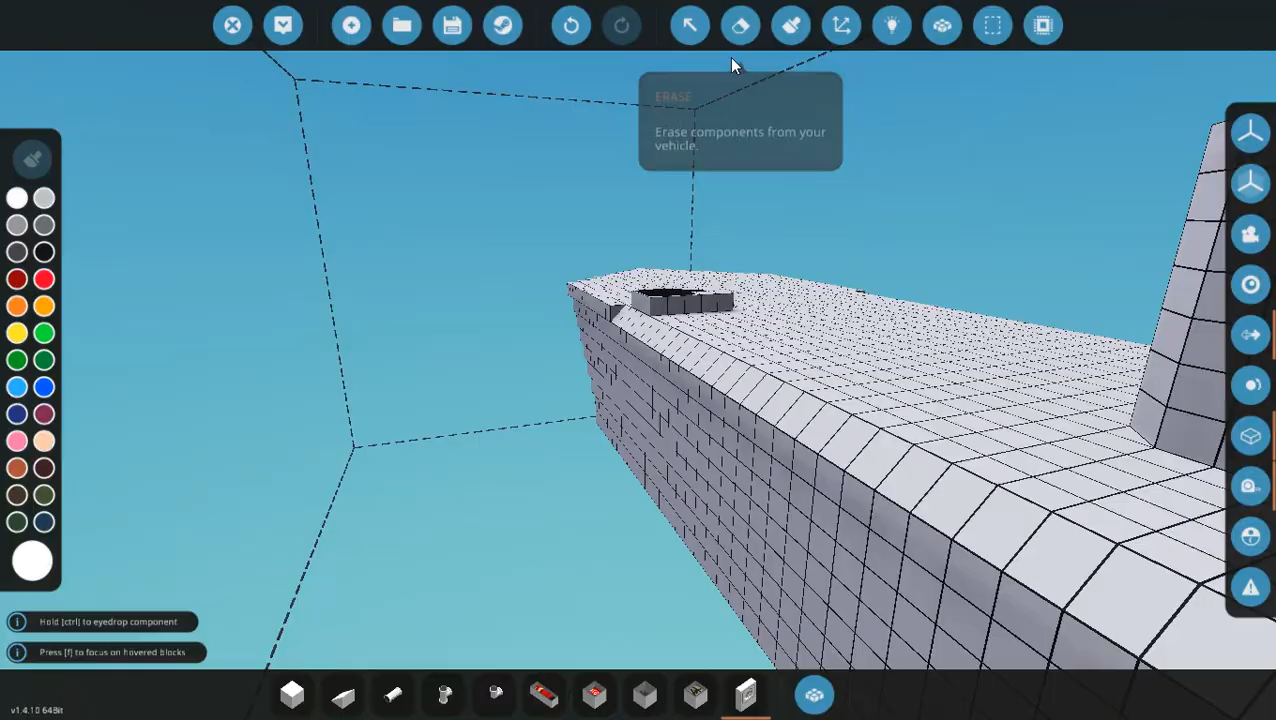 ERASE
Erase components from your
vehicle.
Hold [ctrl] to eyedrop component
Press [f] to focus on hovered blocks
v1.4.10 64Bit